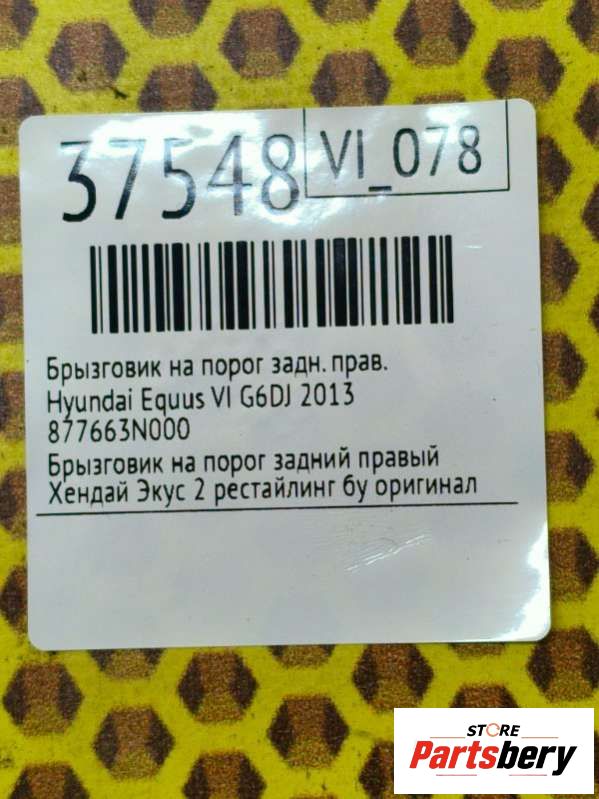 37548
VI_078
Брызговик на порог задн. прав.
Hyundai Equus VI G6DJ 2013
877663N000
Брызговик на порог задний правый
Хендай Экус 2 рестайлинг бу оригинал
STORE
Partsbery